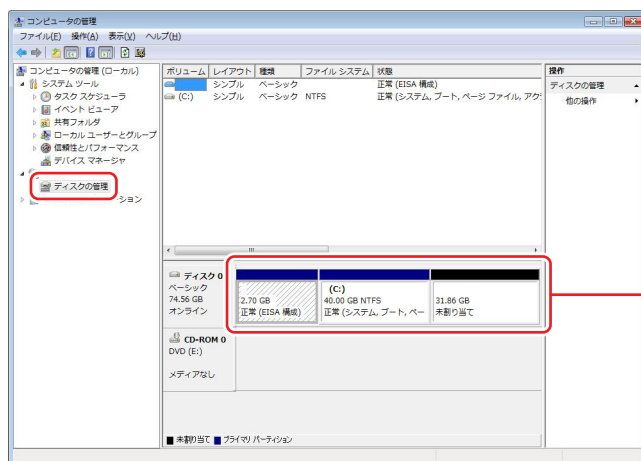 コンピュータの管理
ファイル(F) 操作(A) 表示(V) ヘルプ(H)
コンピュータの管理 (ローカル)
システム ツール
タスク スケジューラ
イベント ビューア
共有フォルダ
ローカル ユーザーとグループ
信頼性とパフォーマンス
デバイス マネージャ
ディスクの管理
ション
ボリューム レイアウト 種類 ファイル システム 状態
シンプル ベーシック 正常 (EISA 構成)
(C:) シンプル ベーシック NTFS 正常 (システム, ブート, ページ ファイル, アク
ディスク 0
ベーシック
74.56 GB
オンライン
2.70 GB
正常 (EISA 構成)
(C:)
40.00 GB NTFS
正常 (システム, ブート, ペー
31.86 GB
未割り当て
CD-ROM 0
DVD (E:)
メディアなし
未割り当て プライマリ パーティション
操作
ディスクの管理
他の操作